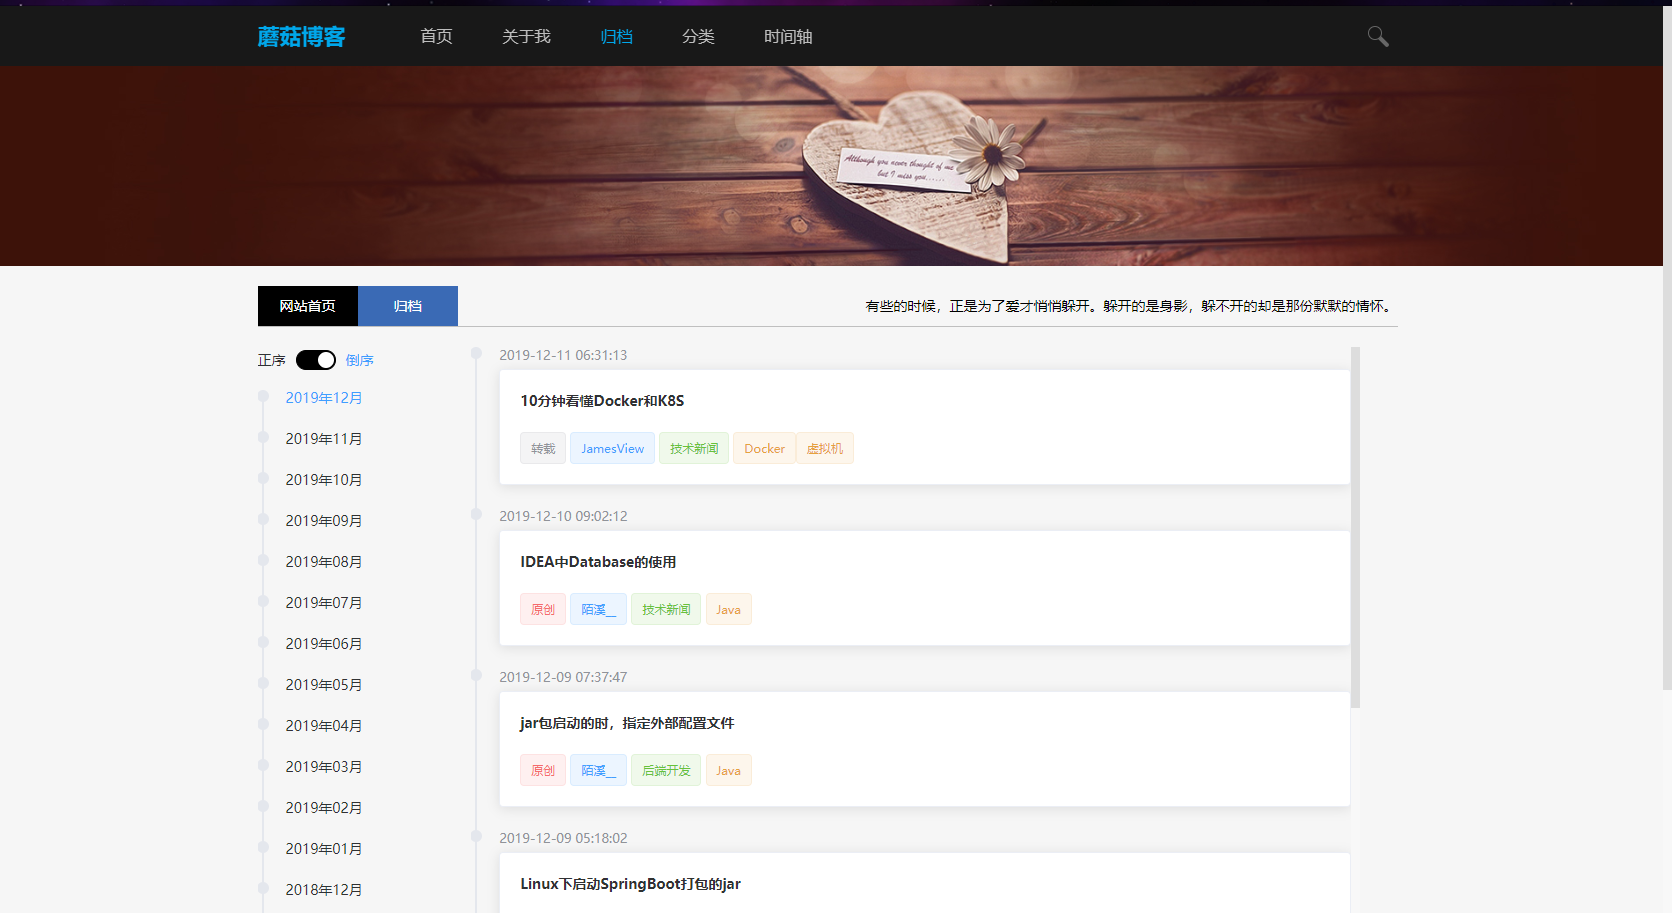 蘑菇博客 首页 关于我 归档 分类 时间轴
Although you never thought of me
but I miss you......
网站首页 归档 有些的时候，正是为了爱才悄悄躲开。躲开的是身影，躲不开的却是那份默默的情怀。
正序 倒序
2019年12月
2019年11月
2019年10月
2019年09月
2019年08月
2019年07月
2019年06月
2019年05月
2019年04月
2019年03月
2019年02月
2019年01月
2018年12月
2019-12-11 06:31:13
10分钟看懂Docker和K8S
转载 JamesView 技术新闻 Docker 虚拟机
2019-12-10 09:02:12
IDEA中Database的使用
原创 陌溪__ 技术新闻 Java
2019-12-09 07:37:47
jar包启动的时，指定外部配置文件
原创 陌溪__ 后端开发 Java
2019-12-09 05:18:02
Linux下启动SpringBoot打包的jar